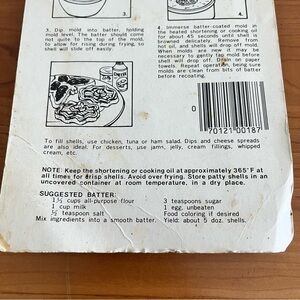 3.
4.
3. Dip mold into batter, holding
mold level. The batter should come
not quite to the top of the mold,
to allow for rising during frying, so
shell will slide off easily.
4. Immerse batter-coated mold in
the heated shortening or cooking oil
for about 45 seconds until shell is
browned delicately. Remove from
hot oil, and shells will drop off mold.
When molds are new it may be
necessary to gently tap mold before
shell will drop off. Drain on paper
towels. Repeat operation, being sure
molds are clean from bits of batter
before recoating.
0
70121 00187
To fill shells, use chicken, tuna or ham salad. Dips and cheese spreads
are also ideal. For desserts, use jams, jelly, cream fillings, whipped
cream, etc.
NOTE: Keep the shortening or cooking oil at approximately 365°F at
all times for crisp shells. Avoid over frying. Store patty shells in an
uncovered container at room temperature, in a dry place.
SUGGESTED BATTER:
1½ cups all-purpose flour
1 cup milk
½ teaspoon salt
3 teaspoons sugar
1 egg, unbeaten
Food coloring if desired
Mix ingredients into a smooth batter. Yield: about 5 doz. shells.